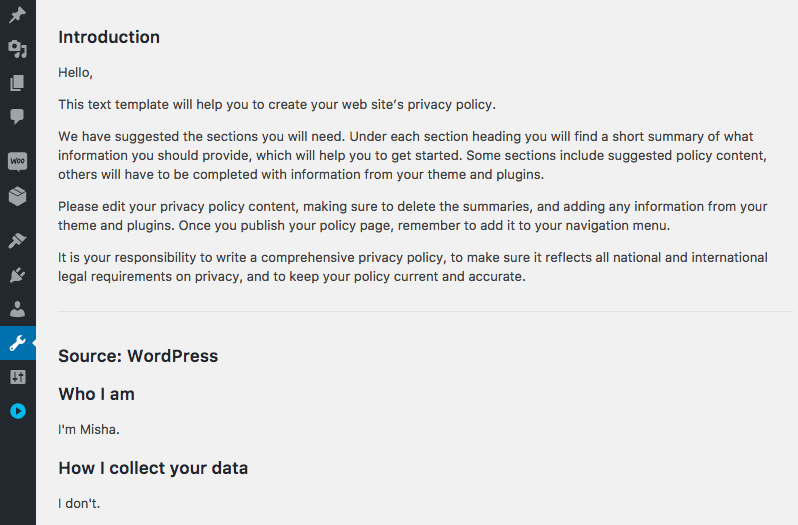 Introduction
Hello,
This text template will help you to create your web site’s privacy policy.
We have suggested the sections you will need. Under each section heading you will find a short summary of what
information you should provide, which will help you to get started. Some sections include suggested policy content,
others will have to be completed with information from your theme and plugins.
Please edit your privacy policy content, making sure to delete the summaries, and adding any information from your
theme and plugins. Once you publish your policy page, remember to add it to your navigation menu.
It is your responsibility to write a comprehensive privacy policy, to make sure it reflects all national and international
legal requirements on privacy, and to keep your policy current and accurate.
Woo
Source: WordPress
Who I am
I'm Misha.
How I collect your data
I don't.